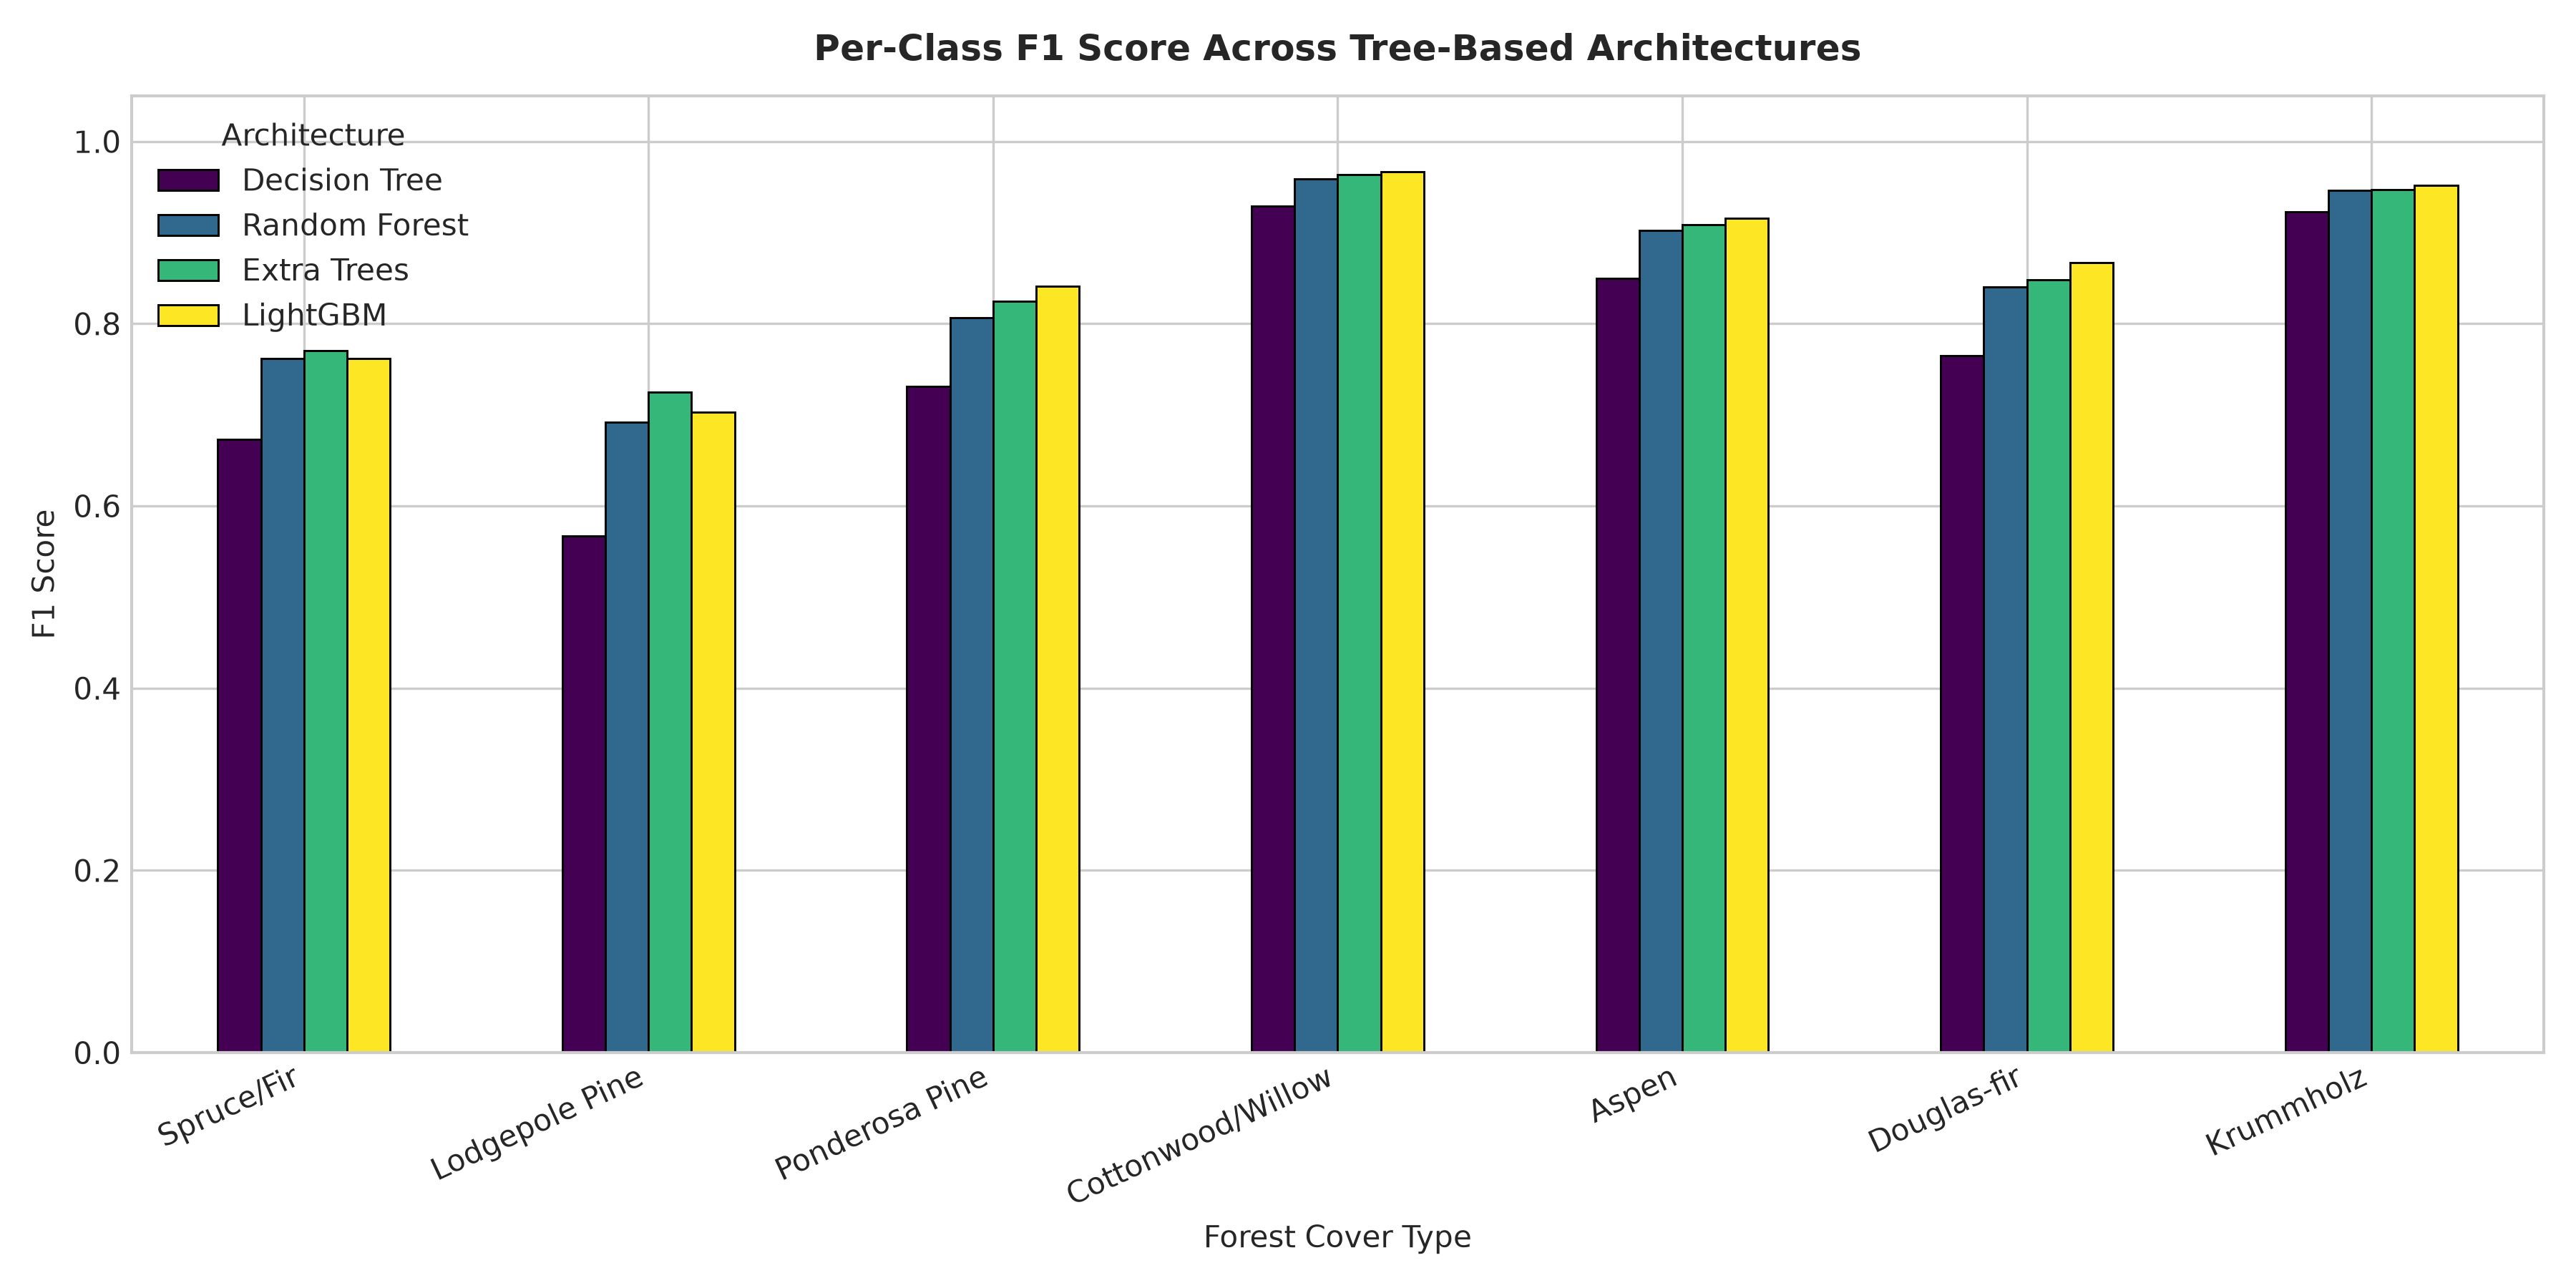 Per-Class F1 Score Across Tree-Based Architectures
Architecture
Decision Tree
Random Forest
Extra Trees
LightGBM
1.0
0.8
0.6
0.4
0.2
0.0
F1 Score
Spruce/Fir
Lodgepole Pine
Ponderosa Pine
Cottonwood/Willow
Aspen
Douglas-fir
Krummholz
Forest Cover Type